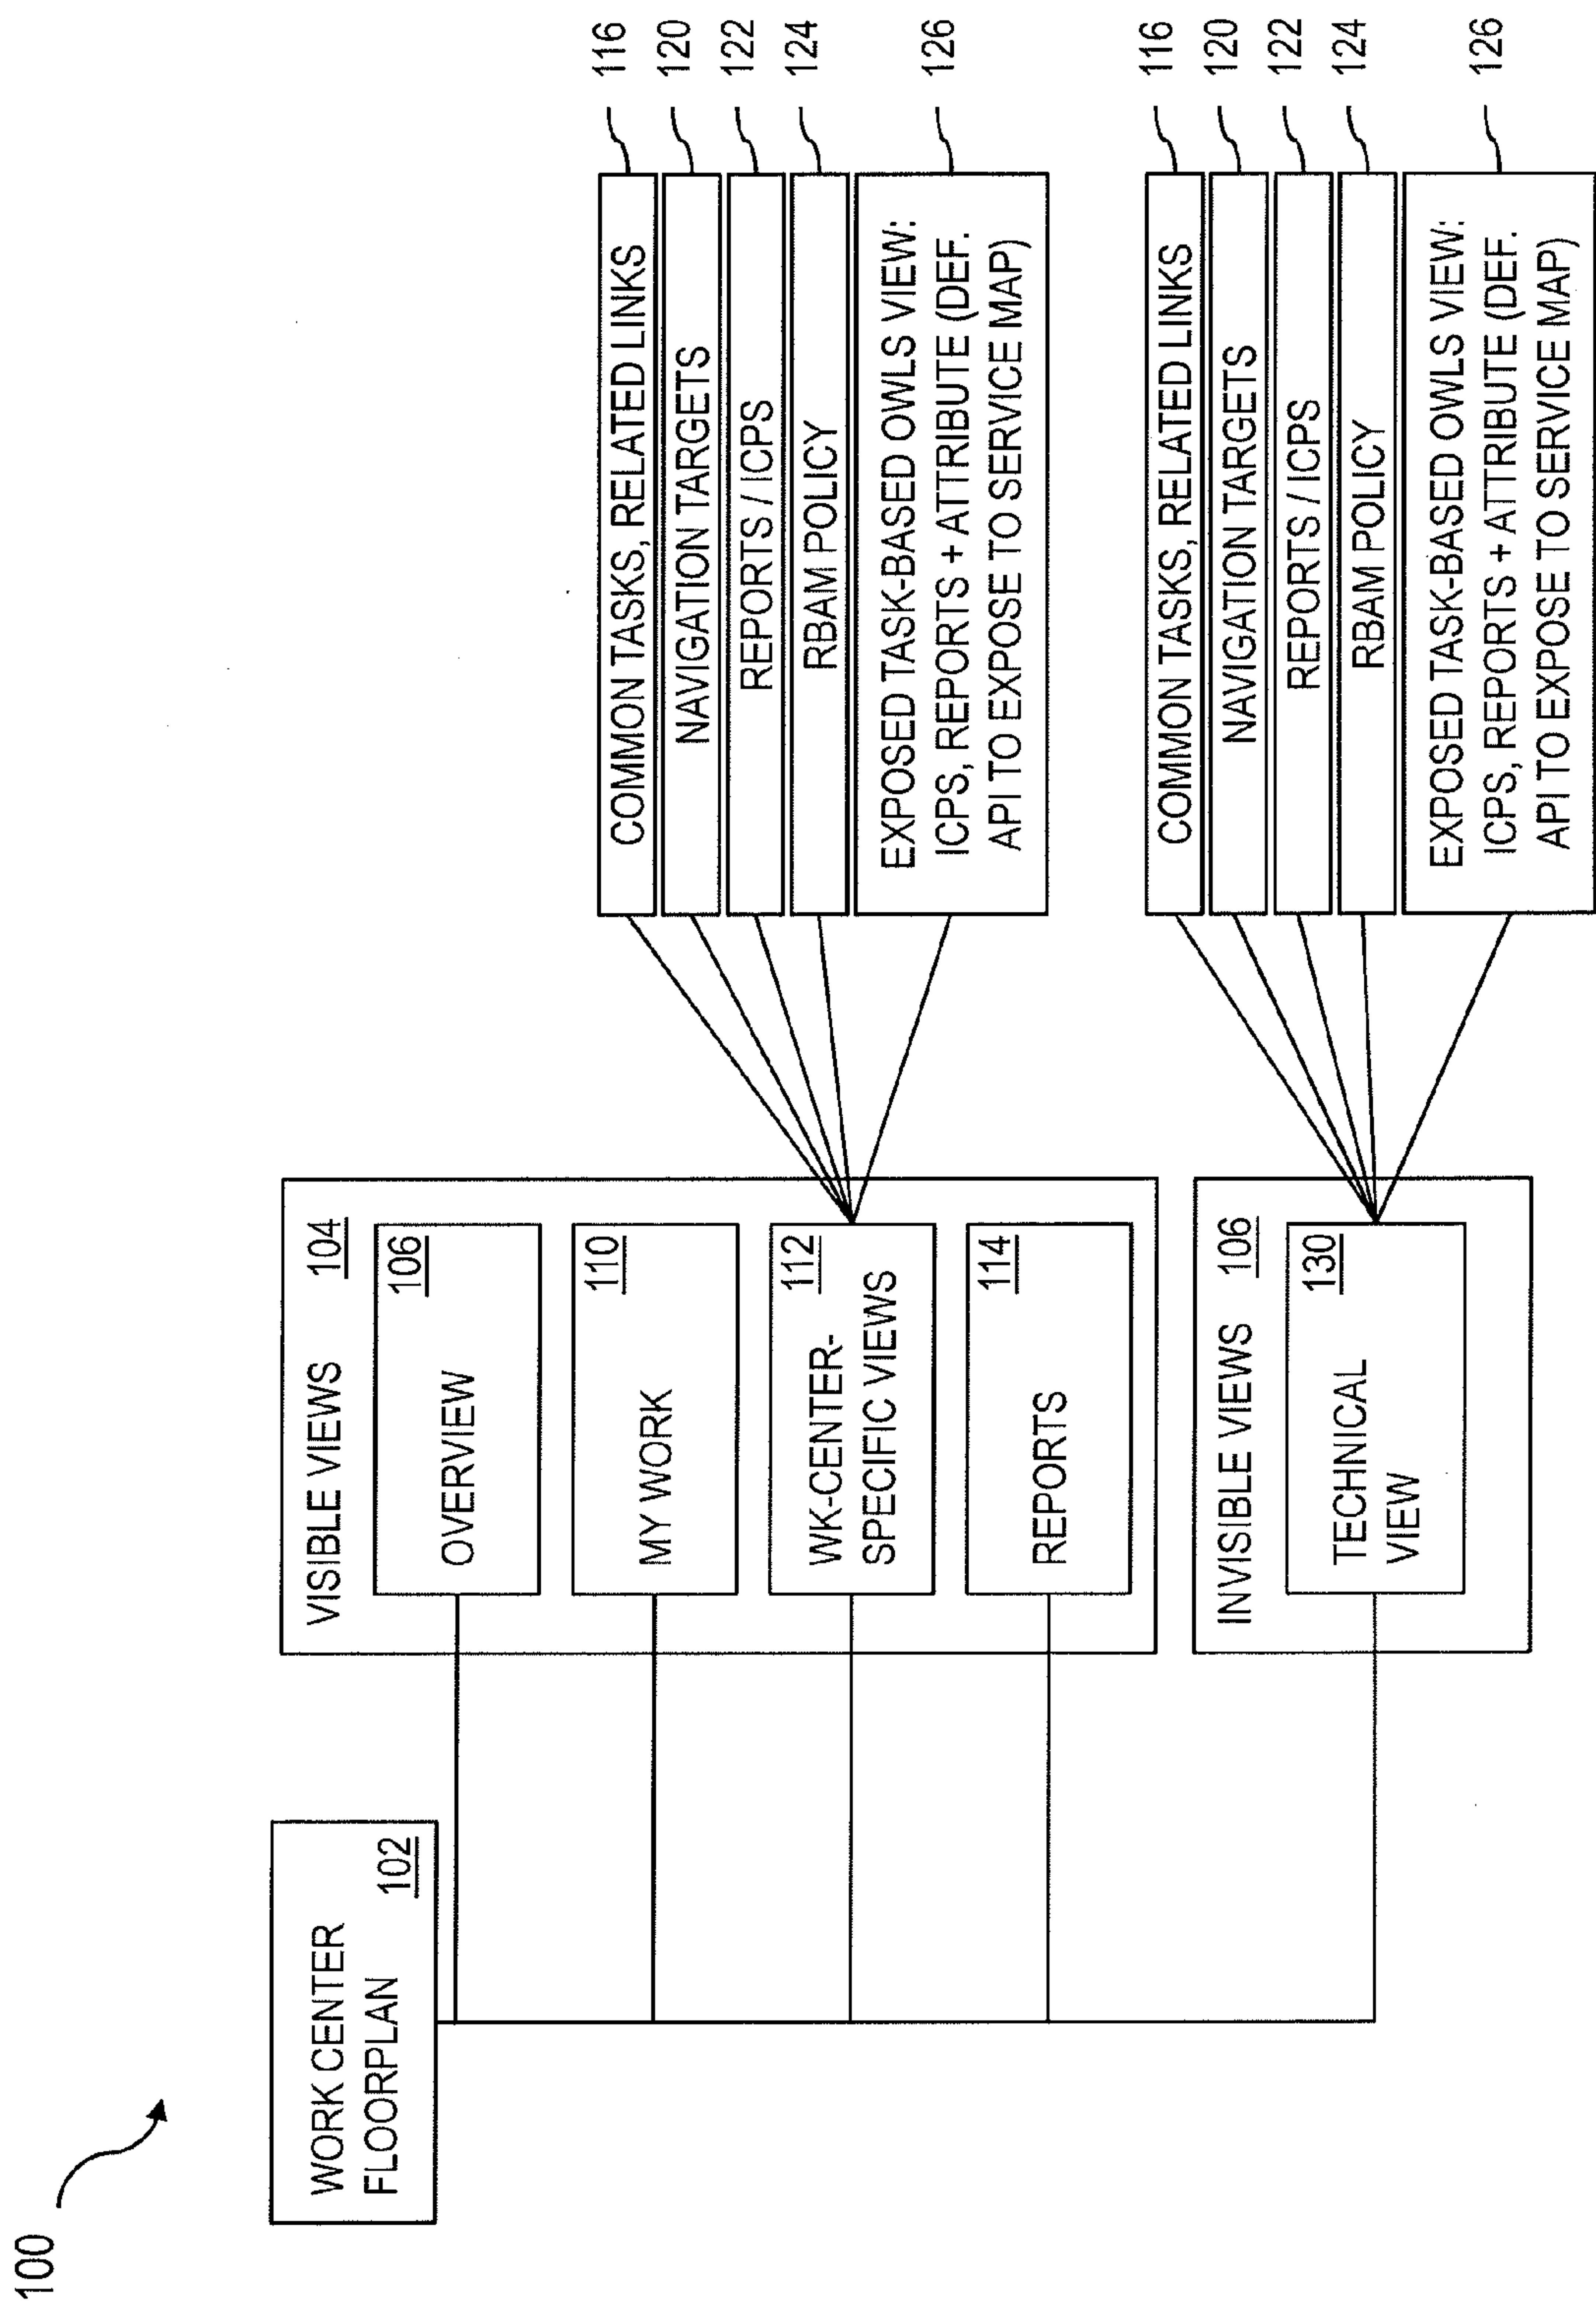 100
WORK CENTER
FLOORPLAN
102
VISIBLE VIEWS
104
OVERVIEW
106
MY WORK
110
WK-CENTER-
SPECIFIC VIEWS
112
REPORTS
114
INVISIBLE VIEWS
106
TECHNICAL
VIEW
130
COMMON TASKS, RELATED LINKS
116
NAVIGATION TARGETS
120
REPORTS / ICPS
122
RBAM POLICY
124
EXPOSED TASK-BASED OWLS VIEW:
ICPS, REPORTS + ATTRIBUTE (DEF.
API TO EXPOSE TO SERVICE MAP)
126
COMMON TASKS, RELATED LINKS
116
NAVIGATION TARGETS
120
REPORTS / ICPS
122
RBAM POLICY
124
EXPOSED TASK-BASED OWLS VIEW:
ICPS, REPORTS + ATTRIBUTE (DEF.
API TO EXPOSE TO SERVICE MAP)
126